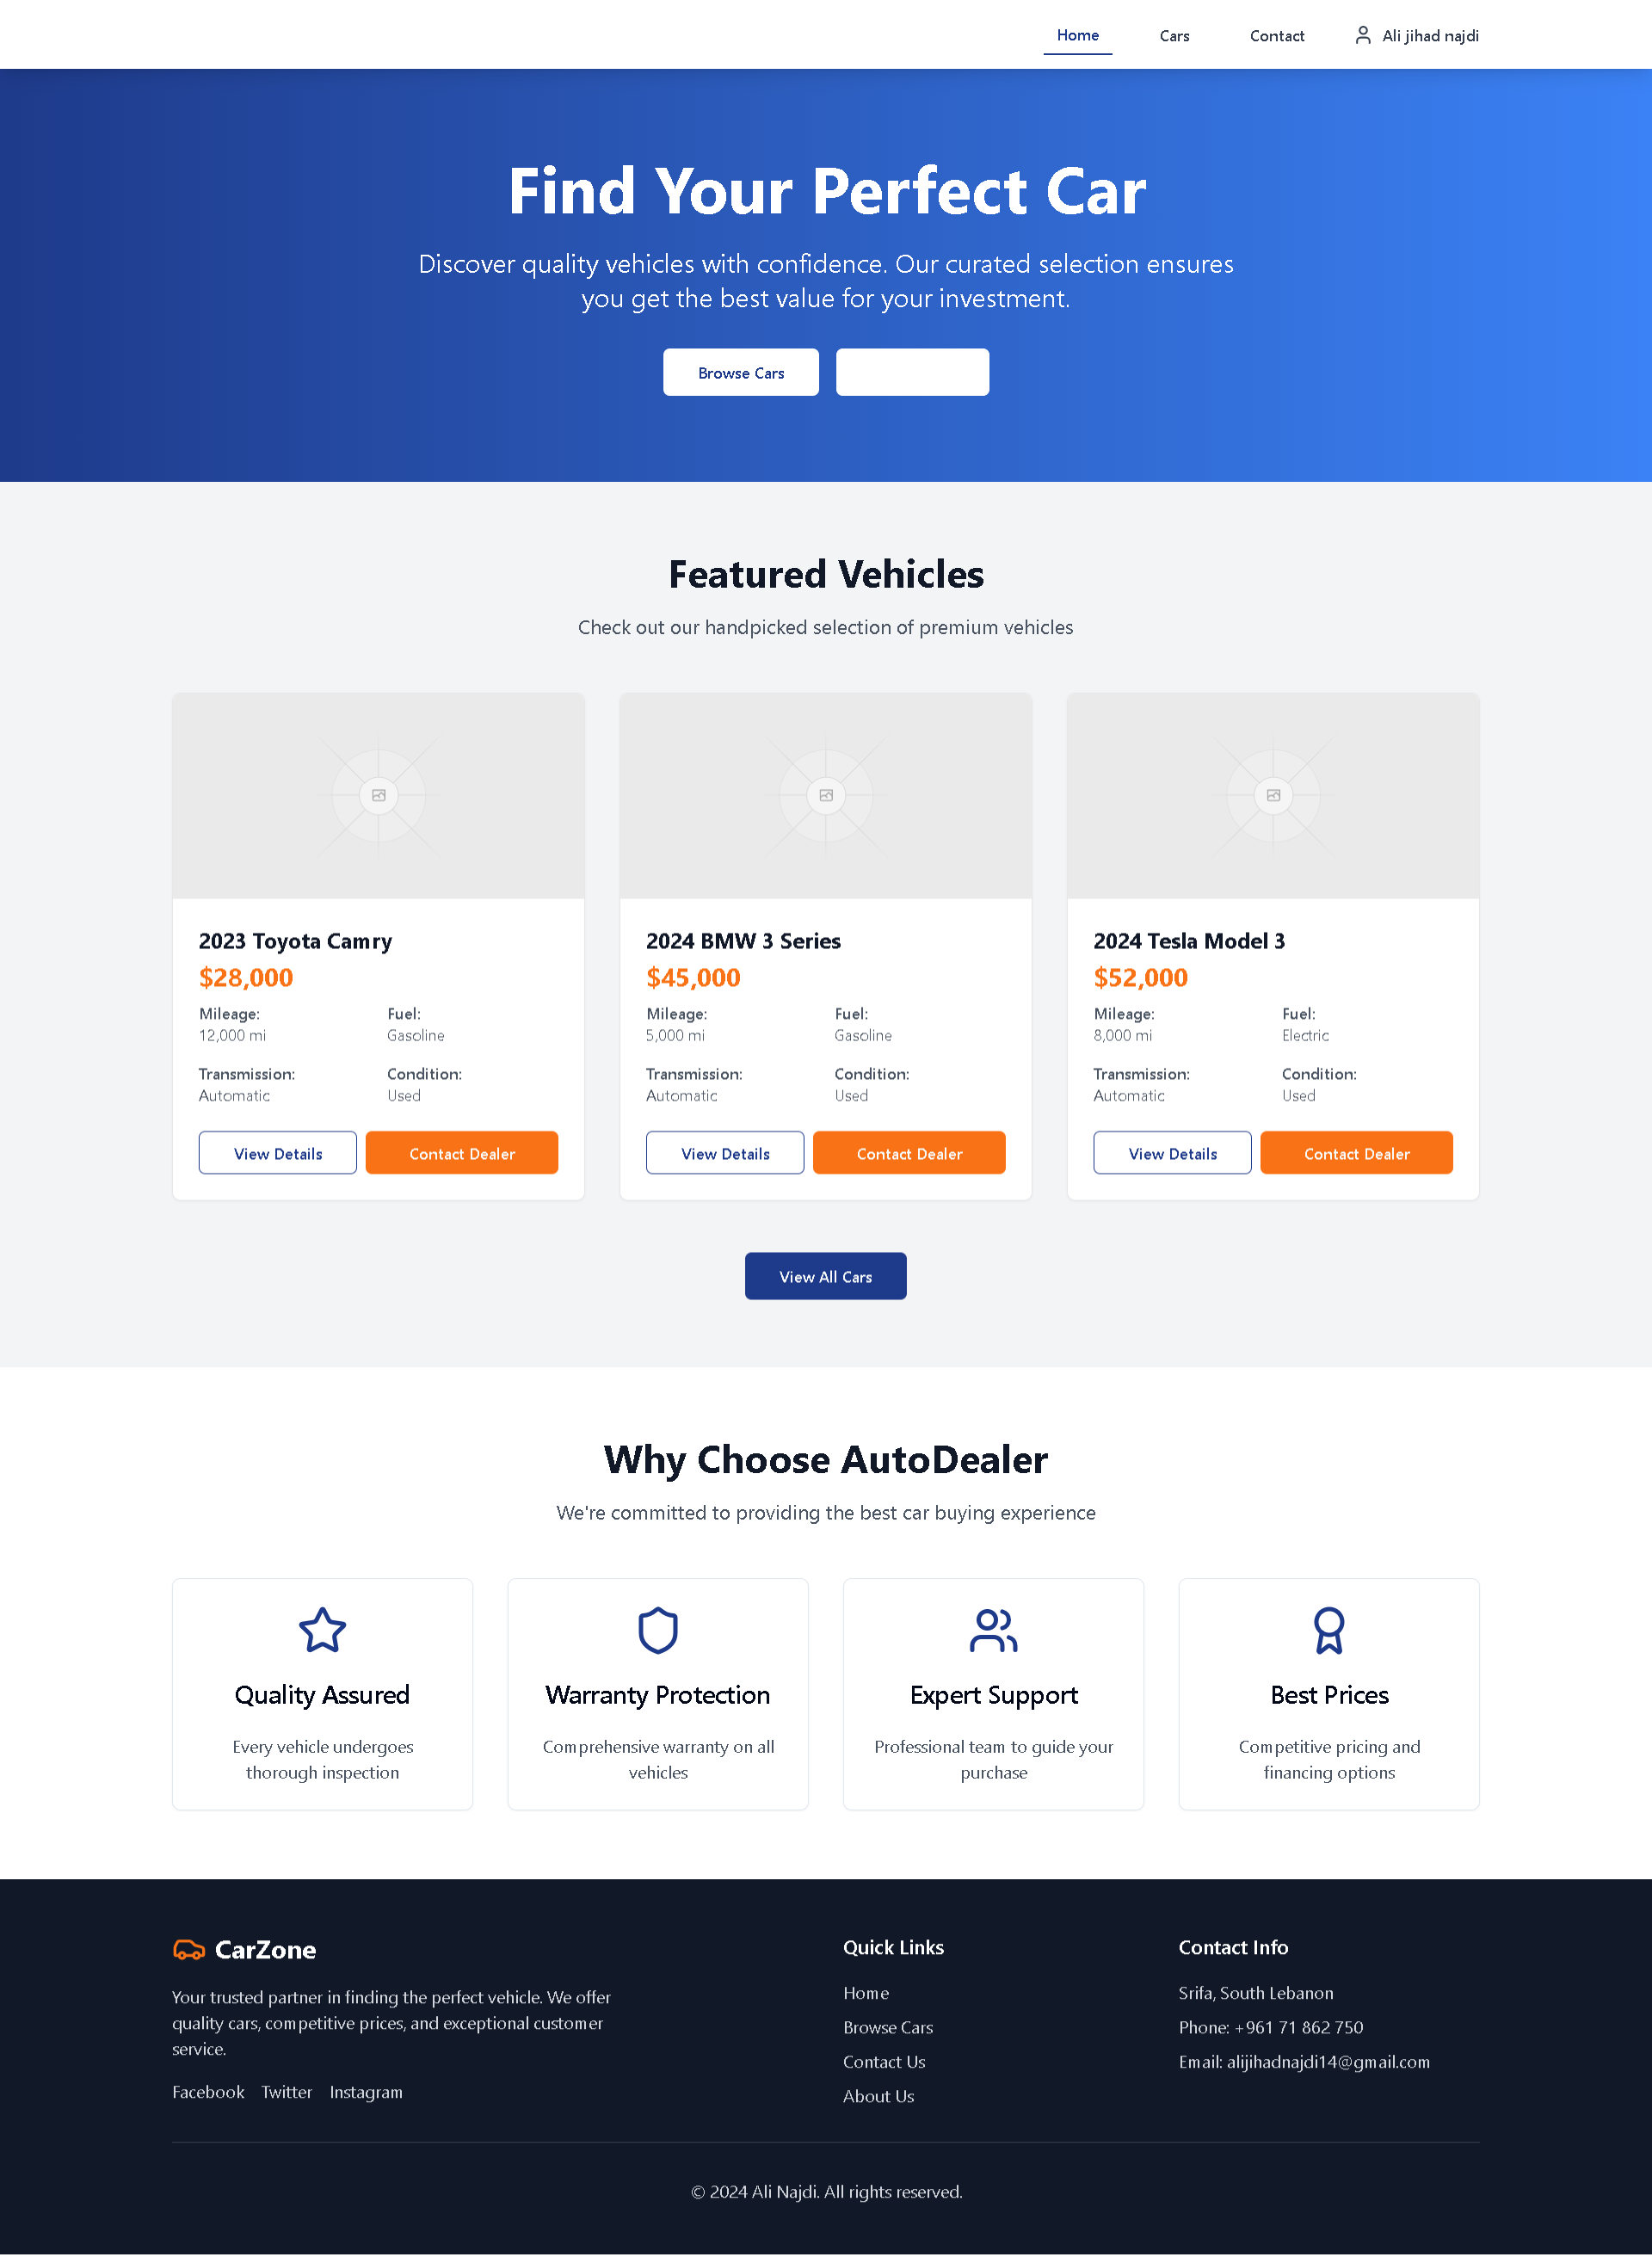 Home
Cars
Contact
Ali jihad najdi
Find Your Perfect Car
Discover quality vehicles with confidence. Our curated selection ensures
you get the best value for your investment.
Browse Cars
Featured Vehicles
Check out our handpicked selection of premium vehicles
2023 Toyota Camry
$28,000
Mileage:
12,000 mi
Fuel:
Gasoline
Transmission:
Automatic
Condition:
Used
View Details
Contact Dealer
2024 BMW 3 Series
$45,000
Mileage:
5,000 mi
Fuel:
Gasoline
Transmission:
Automatic
Condition:
Used
View Details
Contact Dealer
2024 Tesla Model 3
$52,000
Mileage:
8,000 mi
Fuel:
Electric
Transmission:
Automatic
Condition:
Used
View Details
Contact Dealer
View All Cars
Why Choose AutoDealer
We're committed to providing the best car buying experience
Quality Assured
Every vehicle undergoes
thorough inspection
Warranty Protection
Comprehensive warranty on all
vehicles
Expert Support
Professional team to guide your
purchase
Best Prices
Competitive pricing and
financing options
CarZone
Your trusted partner in finding the perfect vehicle. We offer
quality cars, competitive prices, and exceptional customer
service.
Facebook
Twitter
Instagram
Quick Links
Home
Browse Cars
Contact Us
About Us
Contact Info
Srifa, South Lebanon
Phone: +961 71 862 750
Email: alijihadnajdi14@gmail.com
© 2024 Ali Najdi. All rights reserved.